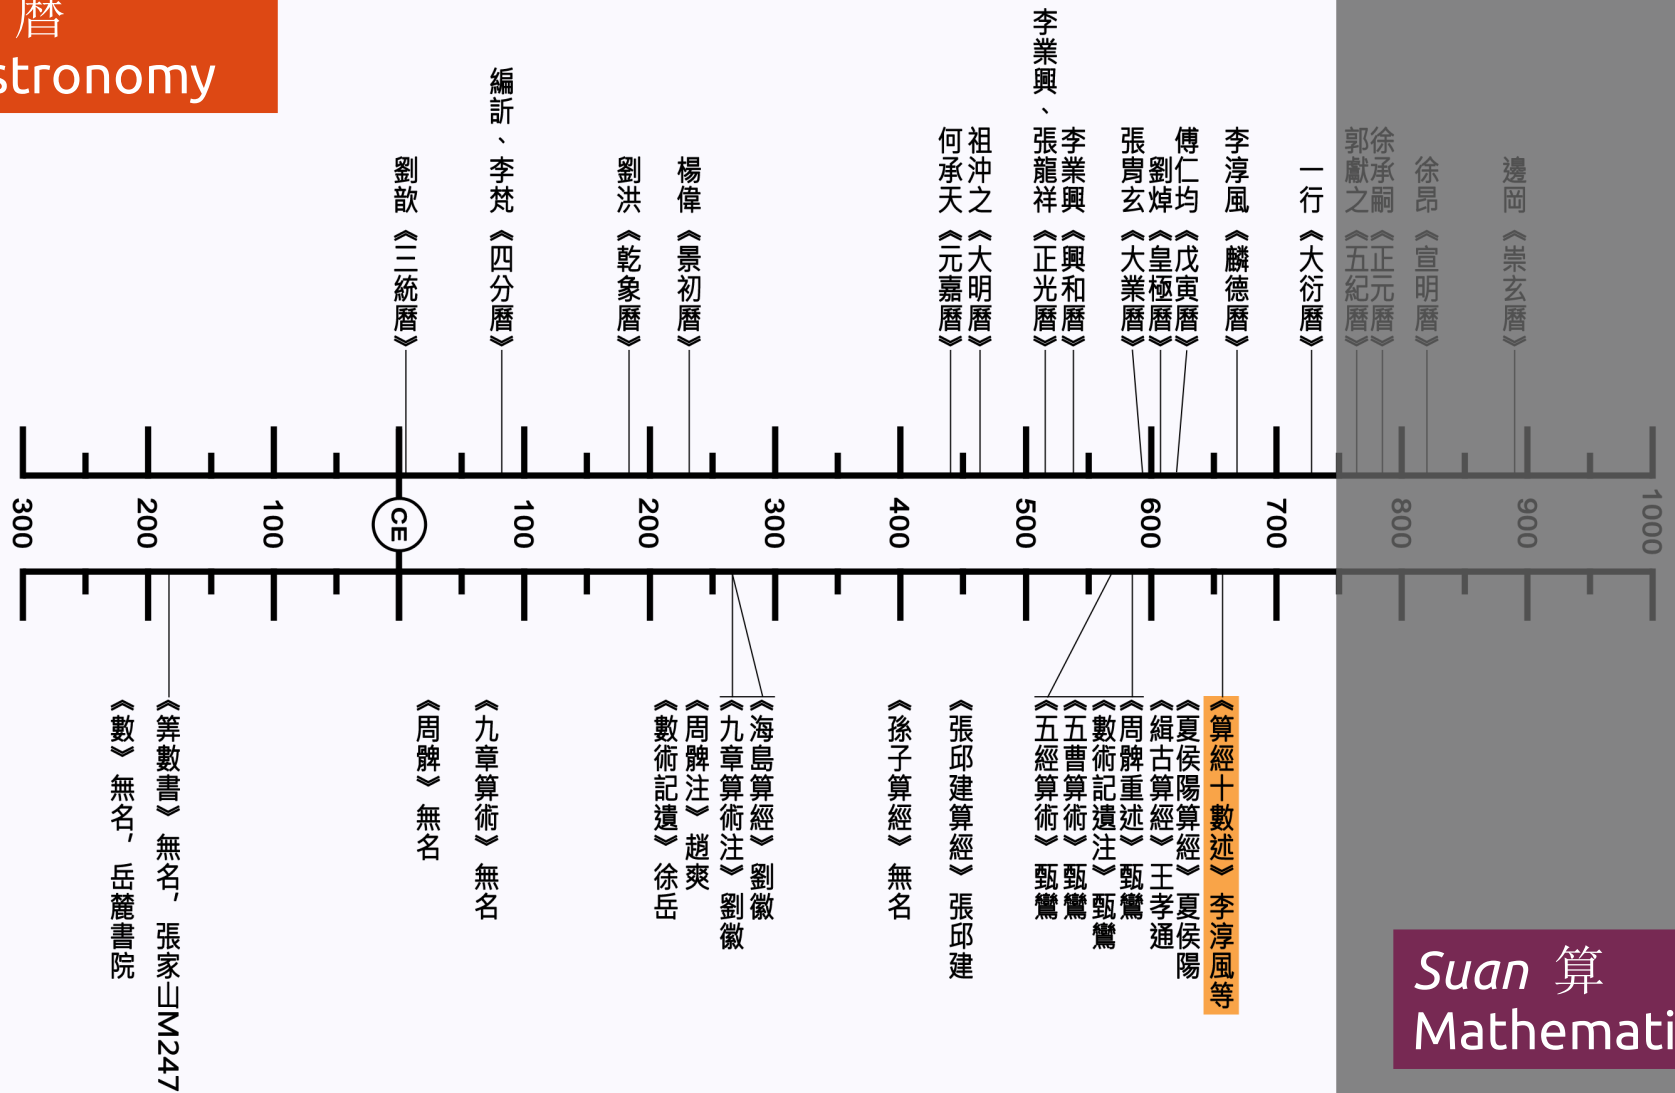 曆
stronomy
劉歆《三統曆》
編訢、李梵《四分曆》
劉洪《乾象曆》
楊偉《景初曆》
何承天《元嘉曆》
祖沖之《大明曆》
李業興、張龍祥《正光曆》
李業興《興和曆》
張胄玄《大業曆》
劉焯《皇極曆》
傅仁均《戊寅曆》
李淳風《麟德曆》
一行《大衍曆》
郭獻之《五紀曆》
徐承嗣《正元曆》
徐昂《宣明曆》
邊岡《崇玄曆》
300
200
100
CE
100
200
300
400
500
600
700
800
900
1000
《數》無名，岳麓書院
《筭數書》無名，張家山M247
《周髀》無名
《九章算術》無名
《數術記遺》徐岳
《周髀注》趙爽
《九章算術注》劉徽
《海島算經》劉徽
《孫子算經》無名
《張邱建算經》張邱建
《五經算術》甄鸞
《五曹算術》甄鸞
《數術記遺注》甄鸞
《周髀重述》甄鸞
《緝古算經》王孝通
《夏侯陽算經》夏侯陽
《算經十數述》李淳風等
Suan 算
Mathemati